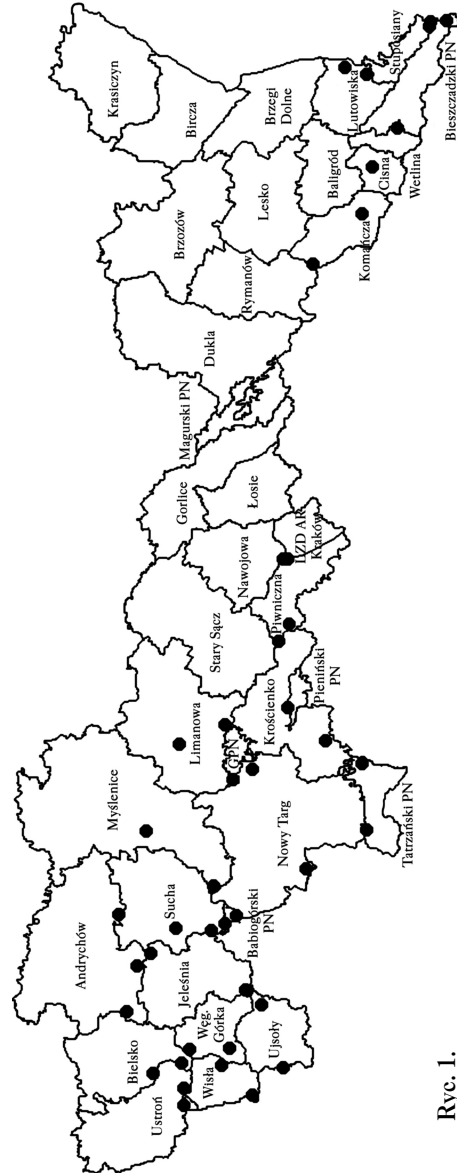 Krasiczyn
Bircza
Brzegi
Dolne
Lutowiska
Stuposiany
Bieszczadzki PN
Brzozów
Lesko
Baligród
Cisna
Wetlina
Komańcza
Rymanów
Dukla
Magurski PN
Gorlice
Łosie
Nawojowa
LZD AR
Kraków
Piwniczna
Stary Sącz
Limanowa
GPN
Krościenko
Pieniński
PN
Myślenice
Nowy Targ
Tatrzański PN
Andrychów
Sucha
Babiogórski
PN
Jeleśnia
Bielsko
Węg.
Górka
Ujsoły
Wisła
Ustroń
Ryc. 1.